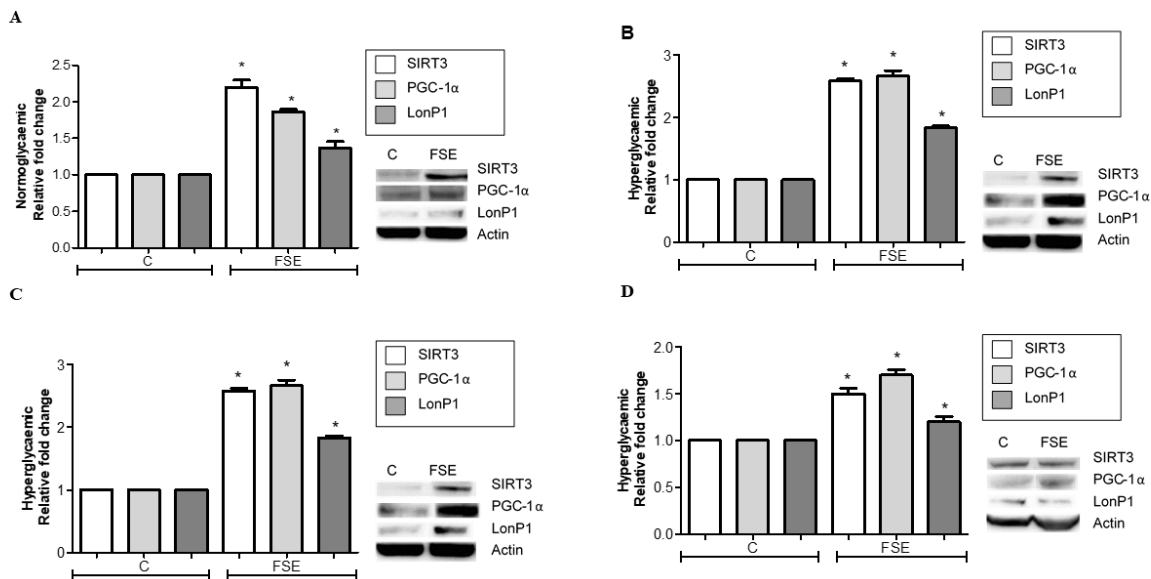 A
Normoglycaemic
Relative fold change
2.5
2.0
1.5
1.0
0.5
0.0
* * *
C FSE
SIRT3
PGC-1α
LonP1
C FSE
SIRT3
PGC-1α
LonP1
Actin
B
Hyperglycaemic
Relative fold change
3
2
1
0
* * *
C FSE
SIRT3
PGC-1α
LonP1
C FSE
SIRT3
PGC-1α
LonP1
Actin
C
Hyperglycaemic
Relative fold change
3
2
1
0
* * *
C FSE
SIRT3
PGC-1α
LonP1
C FSE
SIRT3
PGC-1α
LonP1
Actin
D
Hyperglycaemic
Relative fold change
2.0
1.5
1.0
0.5
0.0
* * *
C FSE
SIRT3
PGC-1α
LonP1
C FSE
SIRT3
PGC-1α
LonP1
Actin